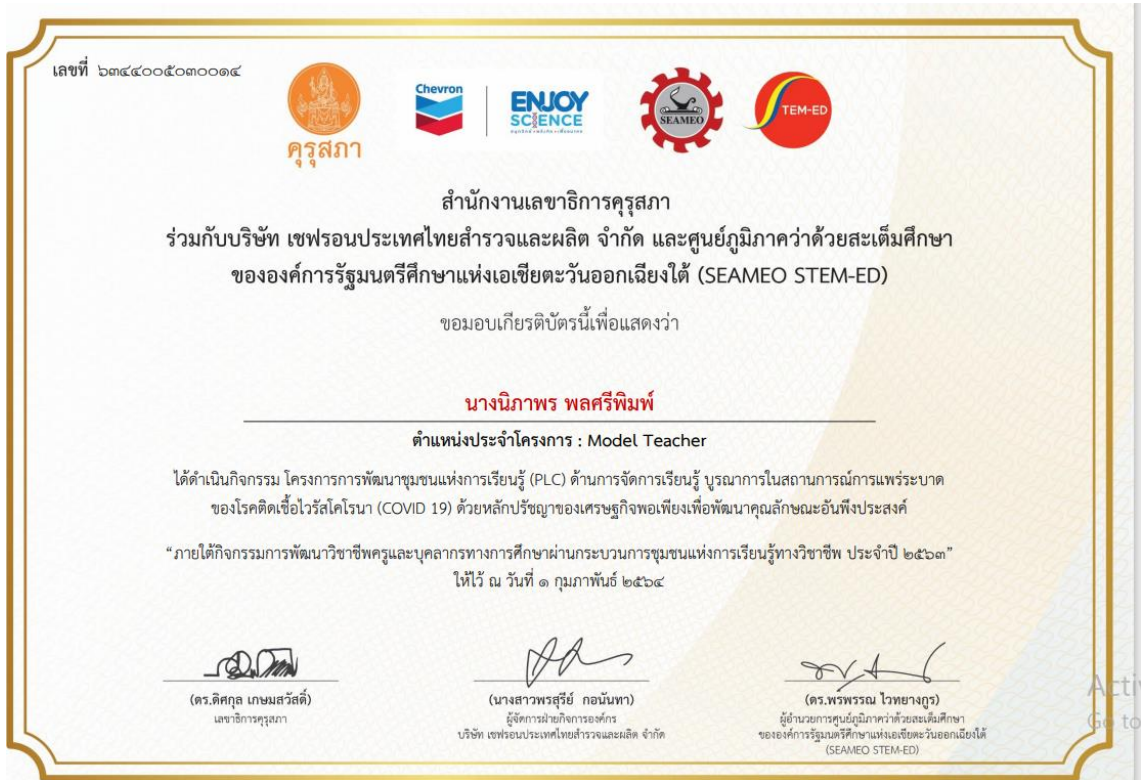 เลขที่ ๖๓๔๔๐๐๕๐๓๐๐๑๔
คุรุสภา
Chevron
ENJOY
SCIENCE
SEAMEO
TEM-ED
สำนักงานเลขาธิการคุรุสภา
ร่วมกับบริษัท เชฟรอนประเทศไทยสำรวจและผลิต จำกัด และศูนย์ภูมิภาคว่าด้วยสะเต็มศึกษา
ขององค์การรัฐมนตรีศึกษาแห่งเอเชียตะวันออกเฉียงใต้ (SEAMEO STEM-ED)
ขอมอบเกียรติบัตรนี้เพื่อแสดงว่า
นางนิภาพร พลศรีพิมพ์
ตำแหน่งประจำโครงการ : Model Teacher
ได้ดำเนินกิจกรรม โครงการการพัฒนาชุมชนแห่งการเรียนรู้ (PLC) ด้านการจัดการเรียนรู้ บูรณาการในสถานการณ์การแพร่ระบาด
ของโรคติดเชื้อไวรัสโคโรนา (COVID 19) ด้วยหลักปรัชญาของเศรษฐกิจพอเพียงเพื่อพัฒนาคุณลักษณะอันพึงประสงค์
“ภายใต้กิจกรรมการพัฒนาวิชาชีพครูและบุคลากรทางการศึกษาผ่านกระบวนการชุมชนแห่งการเรียนรู้ทางวิชาชีพ ประจำปี ๒๕๖๓”
ให้ไว้ ณ วันที่ ๑ กุมภาพันธ์ ๒๕๖๔
(ดร.ดิศกุล เกษมสวัสดิ์)
เลขาธิการคุรุสภา
(นางสาวพรสุรีย์ กอนันทา)
ผู้จัดการฝ่ายกิจการองค์กร
บริษัท เชฟรอนประเทศไทยสำรวจและผลิต จำกัด
(ดร.พรพรรณ ไวทยางกูร)
ผู้อำนวยการศูนย์ภูมิภาคว่าด้วยสะเต็มศึกษา
ขององค์การรัฐมนตรีศึกษาแห่งเอเชียตะวันออกเฉียงใต้
(SEAMEO STEM-ED)
Acti
Go to